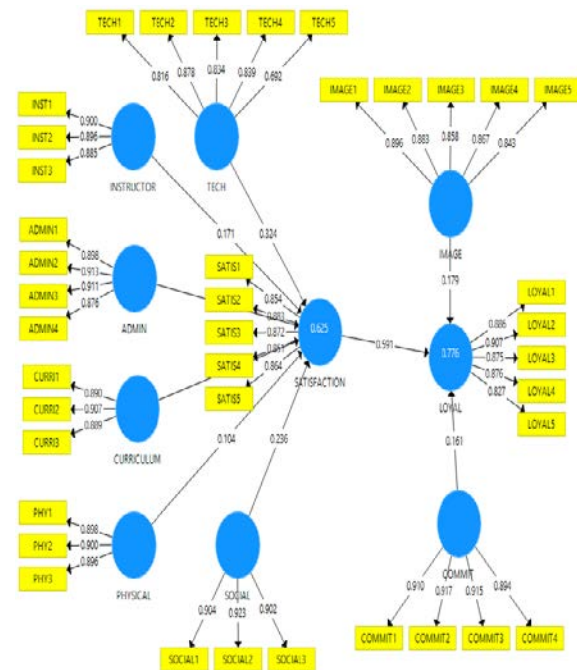 TECH1 TECH2 TECH3 TECH4 TECH5
0.816 0.878 0.834 0.839 0.692
TECH
IMAGE1 IMAGE2 IMAGE3 IMAGE4 IMAGE5
0.896 0.883 0.858 0.867 0.843
IMAGE
INST1
INST2
INST3
0.900
0.896
0.885
INSTRUCTOR
0.171
0.324
0.179
ADMIN1
ADMIN2
ADMIN3
ADMIN4
0.898
0.913
0.911
0.876
ADMIN
SATIS1
SATIS2
SATIS3
SATIS4
SATIS5
0.854
0.883
0.872
0.853
0.864
0.625
SATISFACTION
0.591
LOYAL1
LOYAL2
LOYAL3
LOYAL4
LOYAL5
0.886
0.907
0.875
0.876
0.827
0.776
LOYAL
CURRI1
CURRI2
CURRI3
0.890
0.907
0.889
CURRICULUM
0.104
0.236
0.161
PHY1
PHY2
PHY3
0.898
0.900
0.896
PHYSICAL
SOCIAL
0.904 0.923 0.902
SOCIAL1 SOCIAL2 SOCIAL3
COMMIT
0.910 0.917 0.915 0.894
COMMIT1 COMMIT2 COMMIT3 COMMIT4